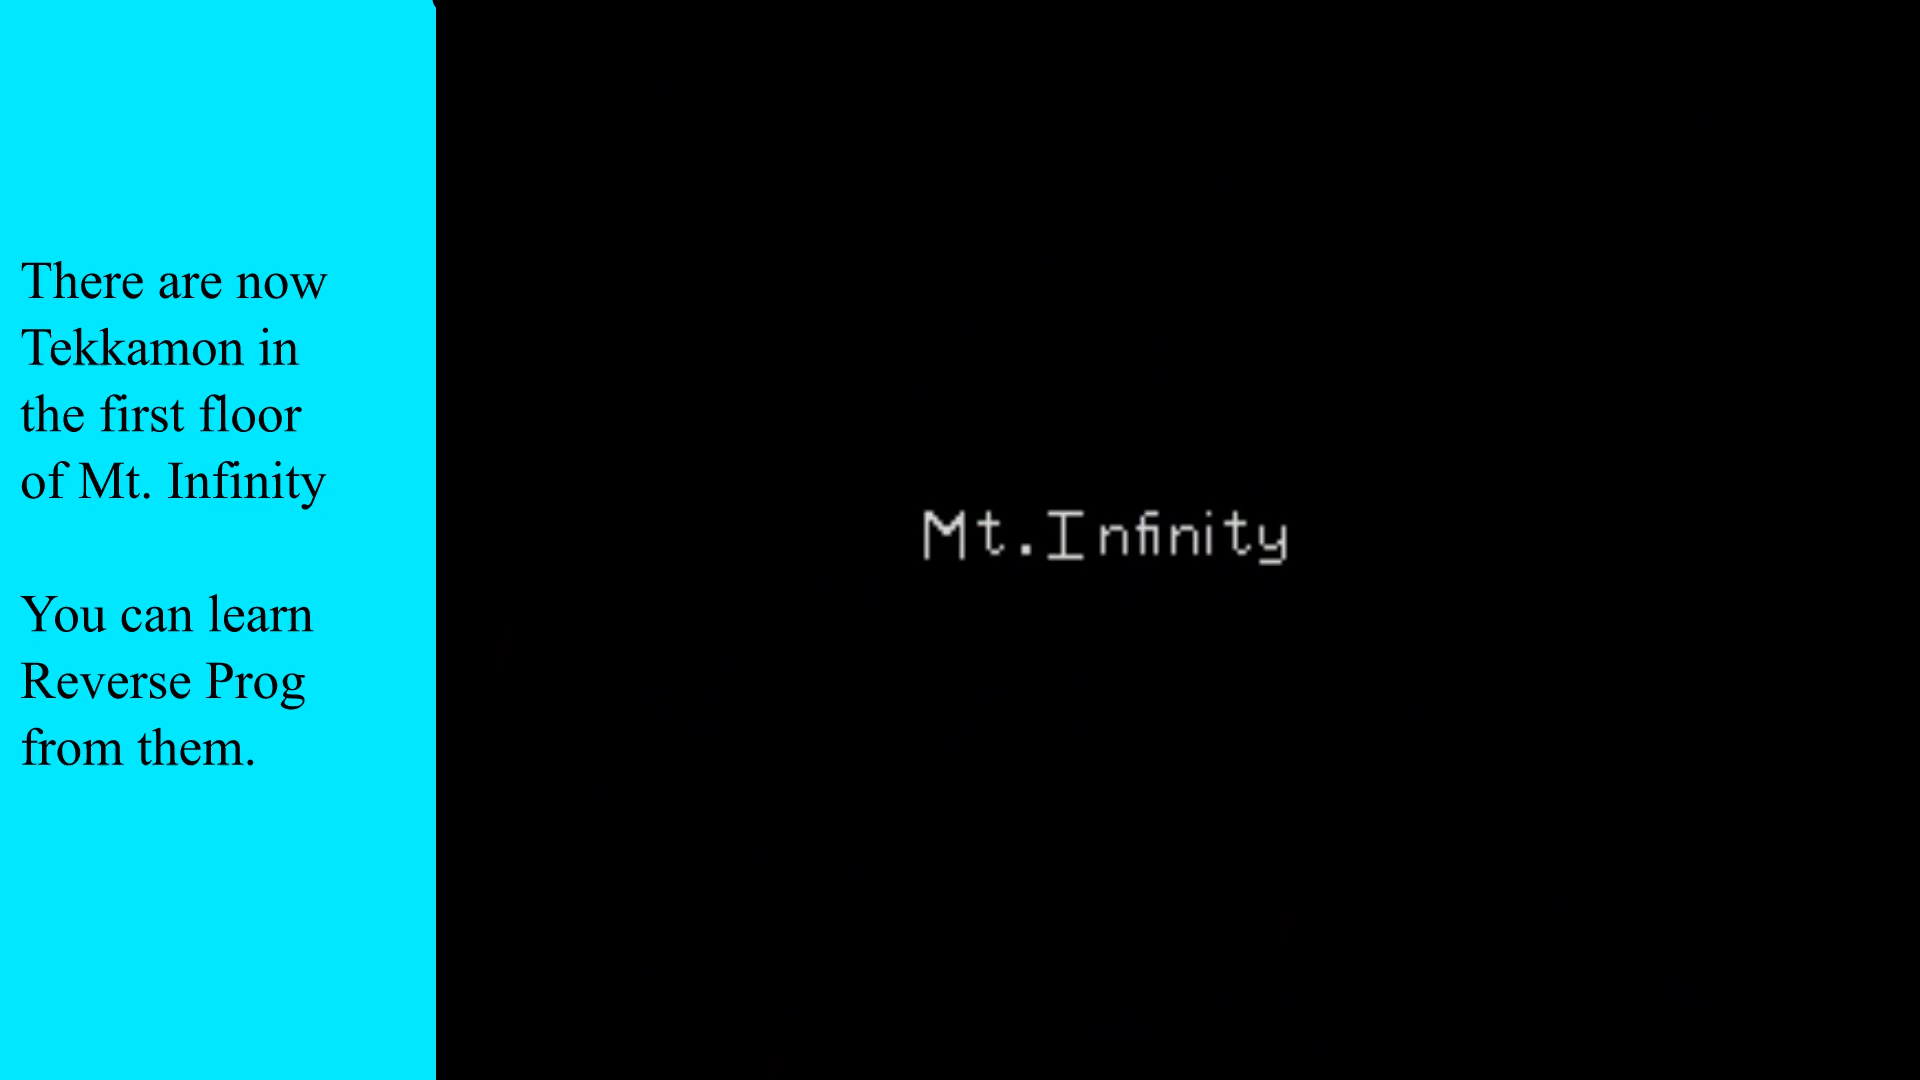 There are now
Tekkamon in
the first floor
of Mt. Infinity
You can learn
Reverse Prog
from them.
Mt.Infinity